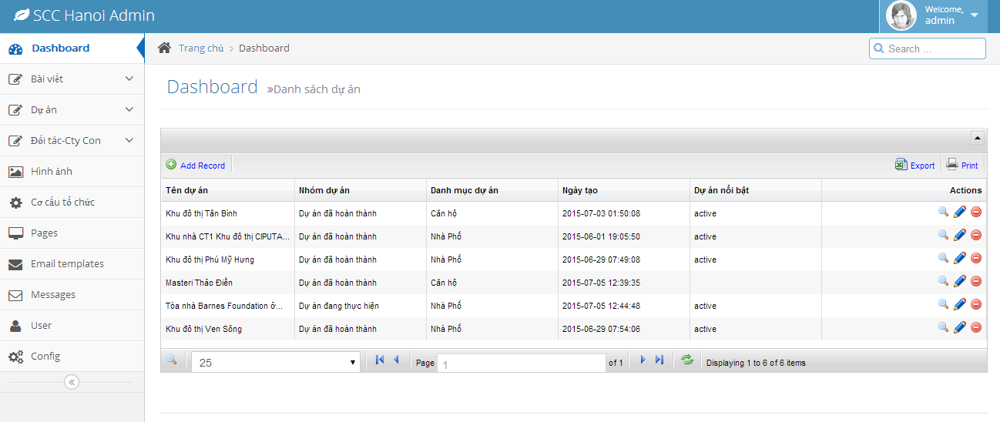 SCC Hanoi Admin
Welcome,
admin
Dashboard
Bài viết
Dự án
Đối tác-Cty Con
Hình ảnh
Cơ cấu tổ chức
Pages
Email templates
Messages
User
Config
Trang chủ > Dashboard
Search ...
Dashboard »Danh sách dự án
Add Record Export Print
Tên dự án Nhóm dự án Danh mục dự án Ngày tạo Dự án nổi bật Actions
Khu đô thị Tân Bình Dự án đã hoàn thành Căn hộ 2015-07-03 01:50:08 active
Khu nhà CT1 Khu đô thị CIPUTA... Dự án đã hoàn thành Nhà Phố 2015-06-01 19:05:50 active
Khu đô thị Phú Mỹ Hưng Dự án đã hoàn thành Nhà Phố 2015-06-29 07:49:08 active
Masteri Thảo Điền Dự án đã hoàn thành Căn hộ 2015-07-05 12:39:35
Tòa nhà Barnes Foundation ở... Dự án đang thực hiện Nhà Phố 2015-07-05 12:44:48 active
Khu đô thị Ven Sông Dự án đã hoàn thành Nhà Phố 2015-06-29 07:54:06 active
25 Page 1 of 1 Displaying 1 to 6 of 6 items